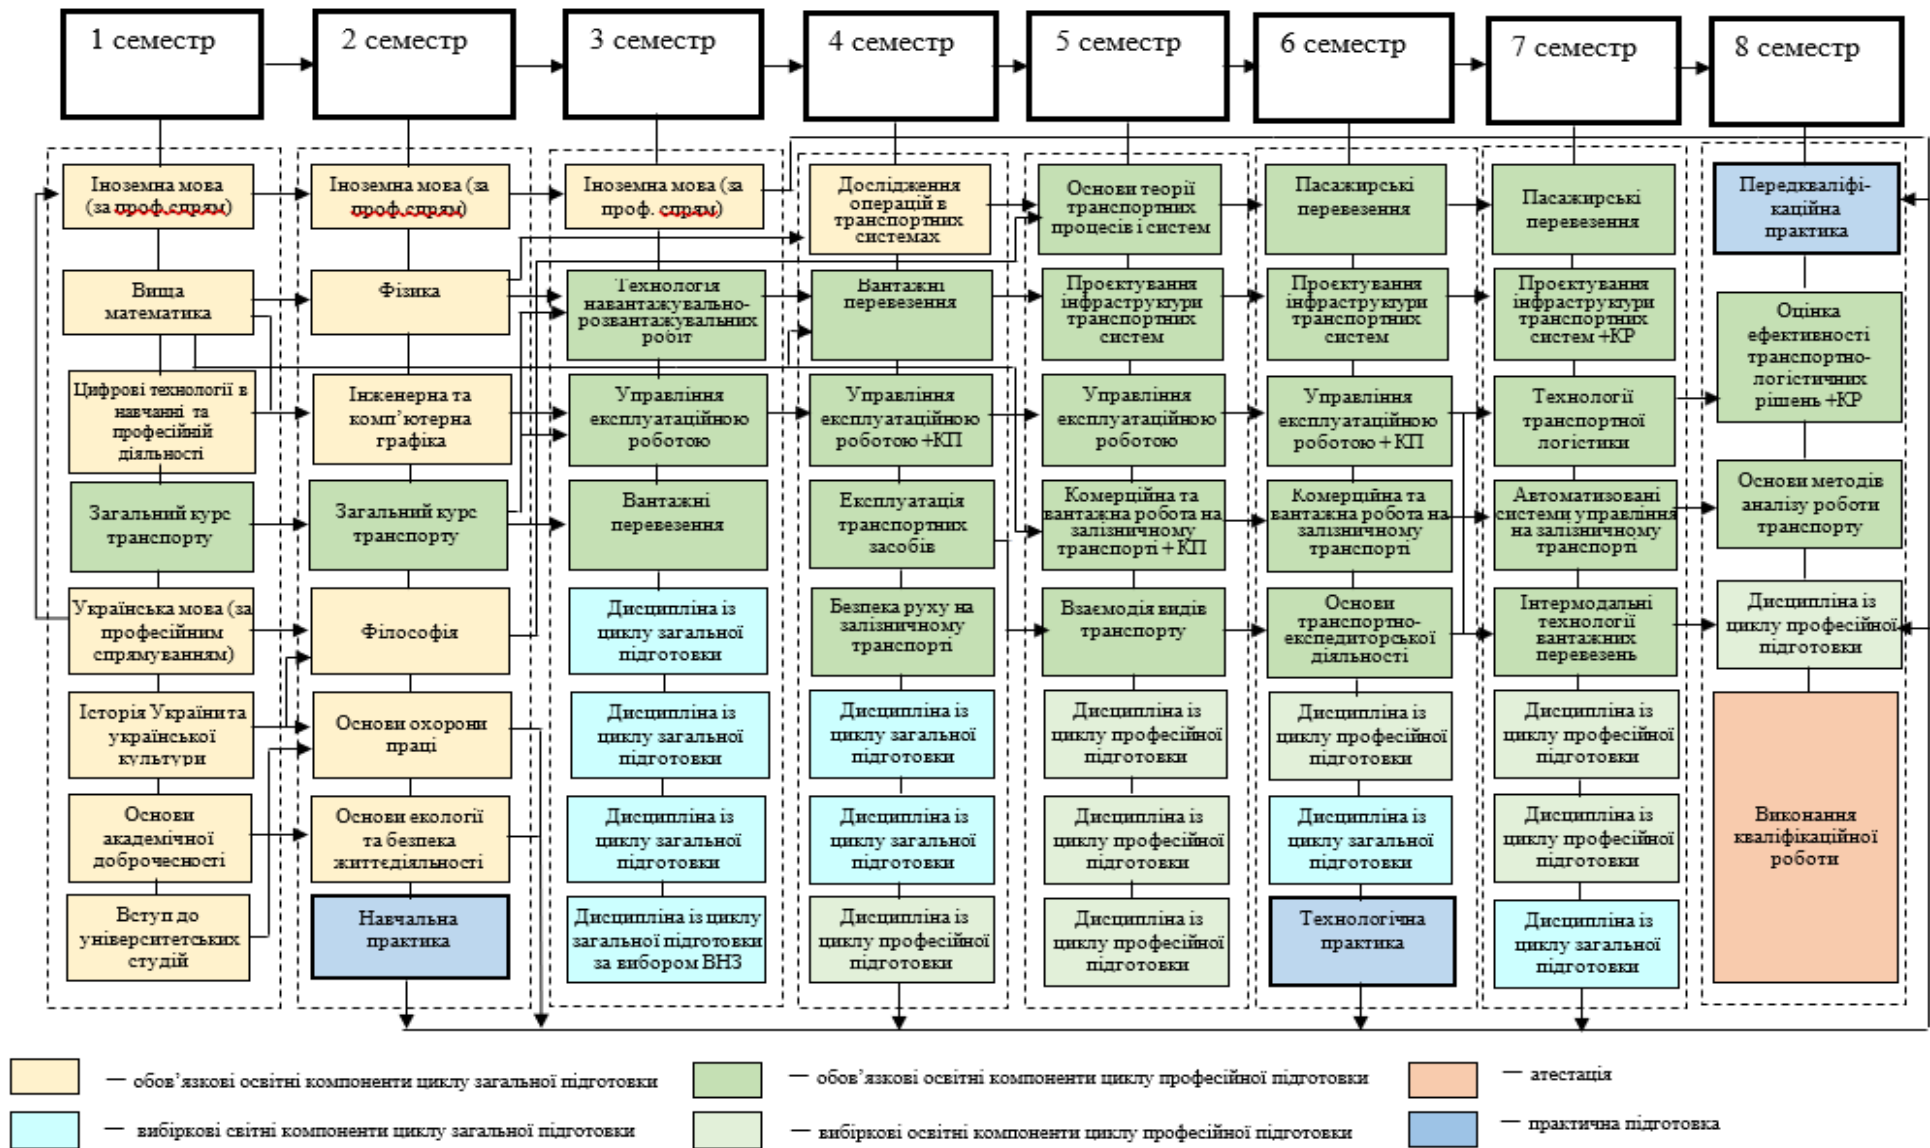 1 семестр
2 семестр
3 семестр
4 семестр
5 семестр
6 семестр
7 семестр
8 семестр
Іноземна мова
(за проф.спрям)
Вища
математика
Цифрові технології в
навчанні та
професійній
діяльності
Загальний курс
транспорту
Українська мова (за
професійним
спрямуванням)
Історія України та
української
культури
Основи
академічної
доброчесності
Вступ до
університетських
студій
Іноземна мова (за
проф.спрям)
Фізика
Інженерна та
комп’ютерна
графіка
Загальний курс
транспорту
Філософія
Основи охорони
праці
Основи екології
та безпека
життєдіяльності
Навчальна
практика
Іноземна мова (за
проф. спрям)
Технологія
навантажувально-
розвантажувальних
робіт
Управління
експлуатаційною
роботою
Вантажні
перевезення
Дисципліна із
циклу загальної
підготовки
Дисципліна із
циклу загальної
підготовки
Дисципліна із
циклу загальної
підготовки
Дисципліна із циклу
загальної підготовки
за вибором ВНЗ
Дослідження
операцій в
транспортних
системах
Вантажні
перевезення
Управління
експлуатаційною
роботою +КП
Експлуатація
транспортних
засобів
Безпека руху на
залізничному
транспорті
Дисципліна із
циклу загальної
підготовки
Дисципліна із
циклу загальної
підготовки
Дисципліна із
циклу професійної
підготовки
Основи теорії
транспортних
процесів і систем
Проєктування
інфраструктури
транспортних
систем
Управління
експлуатаційною
роботою
Комерційна та
вантажна робота на
залізничному
транспорті + КП
Взаємодія видів
транспорту
Дисципліна із
циклу професійної
підготовки
Дисципліна із
циклу професійної
підготовки
Дисципліна із
циклу професійної
підготовки
Пасажирські
перевезення
Проєктування
інфраструктури
транспортних
систем
Управління
експлуатаційною
роботою + КП
Комерційна та
вантажна робота на
залізничному
транспорті
Основи
транспортно-
експедиторської
діяльності
Дисципліна із
циклу професійної
підготовки
Дисципліна із
циклу загальної
підготовки
Технологічна
практика
Пасажирські
перевезення
Проєктування
інфраструктури
транспортних
систем +КР
Технології
транспортної
логістики
Автоматизовані
системи управління
на залізничному
транспорті
Інтермодальні
технології
вантажних
перевезень
Дисципліна із
циклу професійної
підготовки
Дисципліна із
циклу професійної
підготовки
Дисципліна із
циклу загальної
підготовки
Передкваліфі-
каційна
практика
Оцінка
ефективності
транспортно-
логістичних
рішень +КР
Основи методів
аналізу роботи
транспорту
Дисципліна із
циклу професійної
підготовки
Виконання
кваліфікаційної
роботи
— обов’язкові освітні компоненти циклу загальної підготовки
— обов’язкові освітні компоненти циклу професійної підготовки
— атестація
— вибіркові світні компоненти циклу загальної підготовки
— вибіркові освітні компоненти циклу професійної підготовки
— практична підготовка